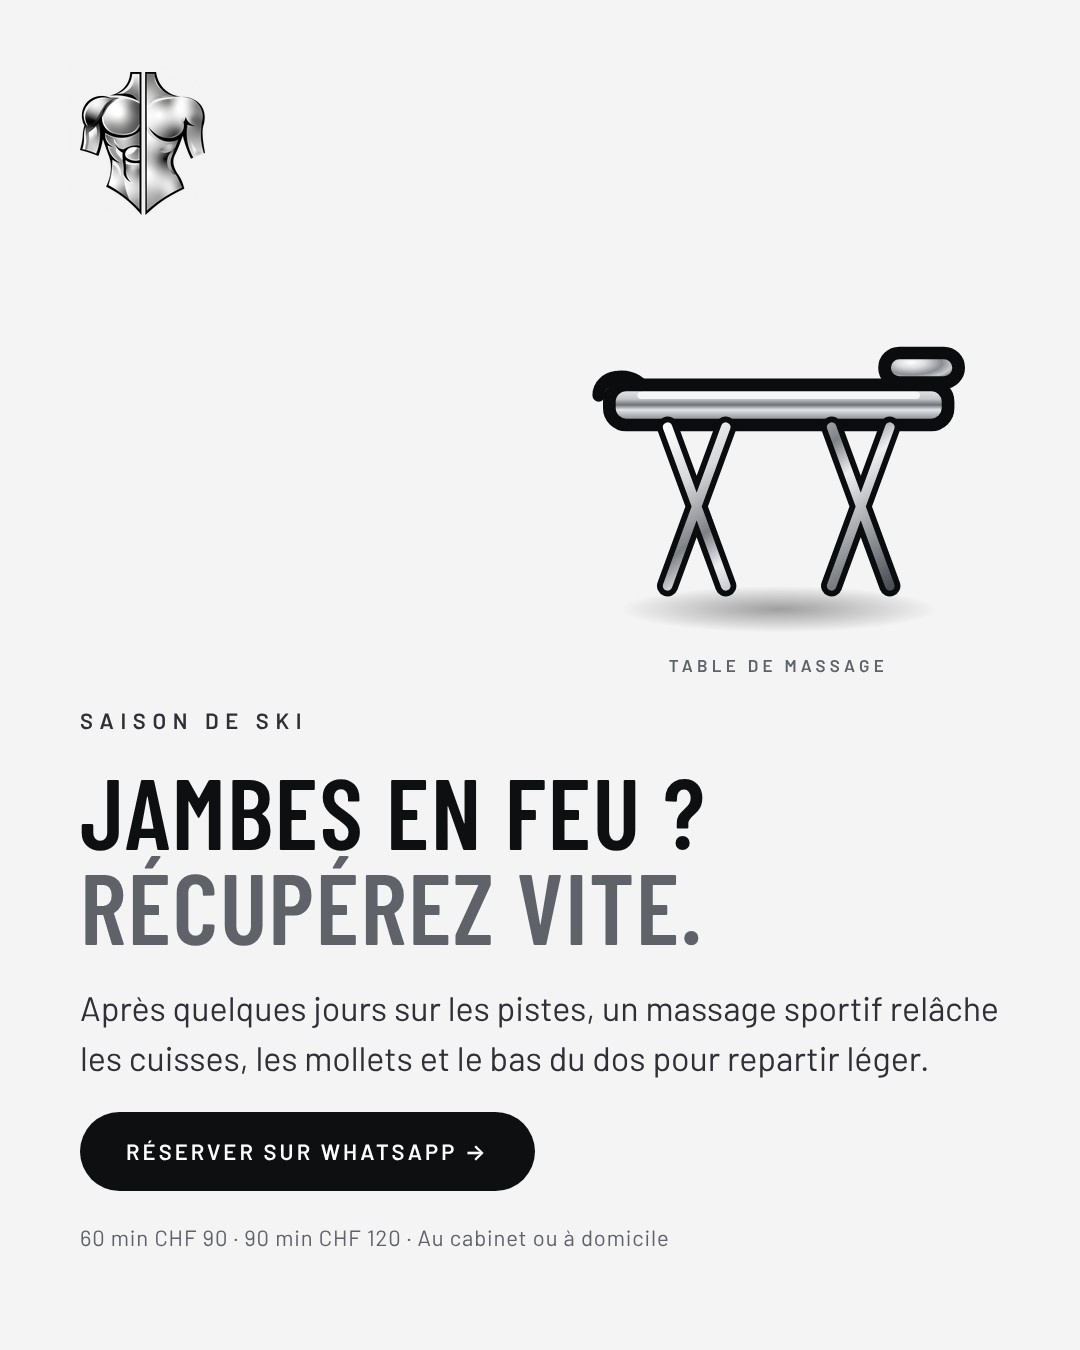 TABLE DE MASSAGE
SAISON DE SKI
JAMBES EN FEU ?
RÉCUPÉREZ VITE.
Après quelques jours sur les pistes, un massage sportif relâche
les cuisses, les mollets et le bas du dos pour repartir léger.
RÉSERVER SUR WHATSAPP →
60 min CHF 90 · 90 min CHF 120 · Au cabinet ou à domicile